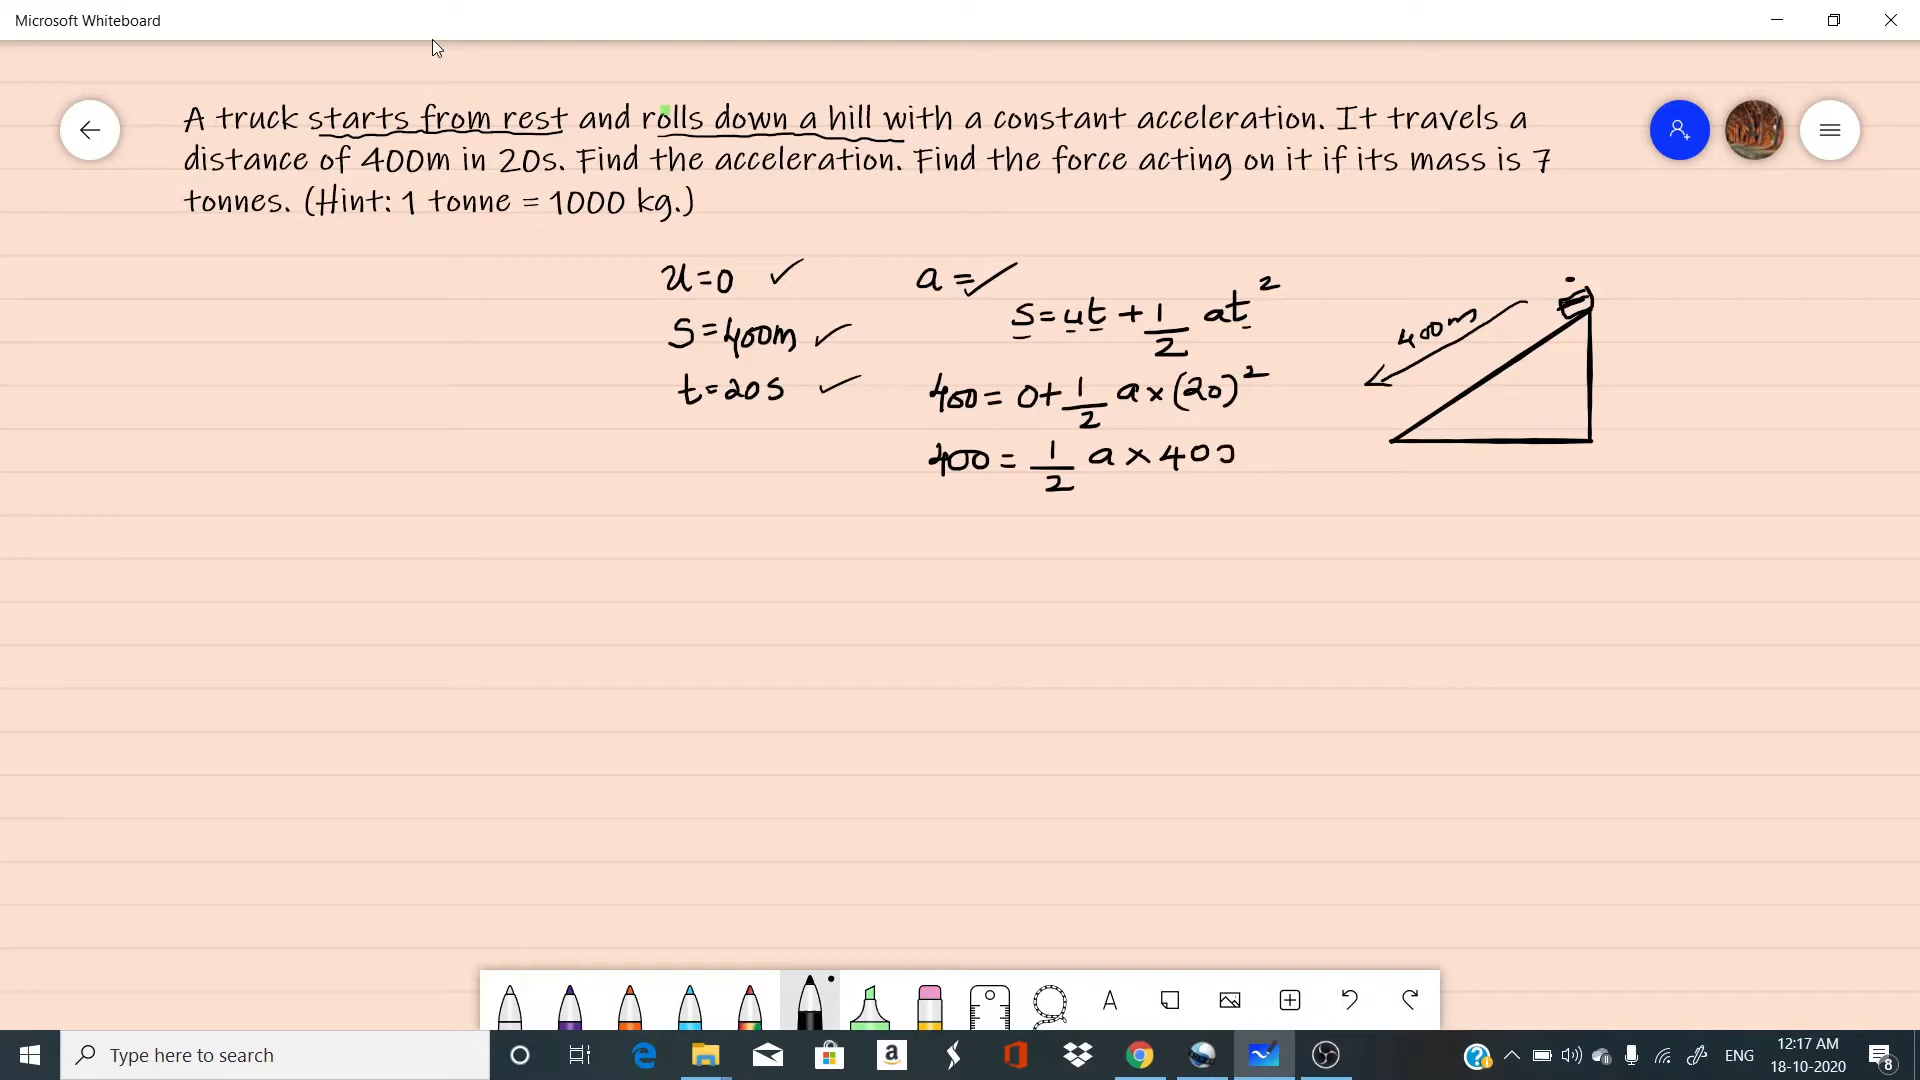 Microsoft Whiteboard
A truck starts from rest and rolls down a hill with a constant acceleration. It travels a
distance of 400m in 20s. Find the acceleration. Find the force acting on it if its mass is 7
tonnes. (Hint: 1 tonne = 1000 kg.)
u=0 ✓
S=400m ✓
t=20s ✓
a=✓
S=ut+1/2 at²
400=0+1/2 a×(20)²
400=1/2 a×400
400m
A
Type here to search
ENG
12:17 AM
18-10-2020
8